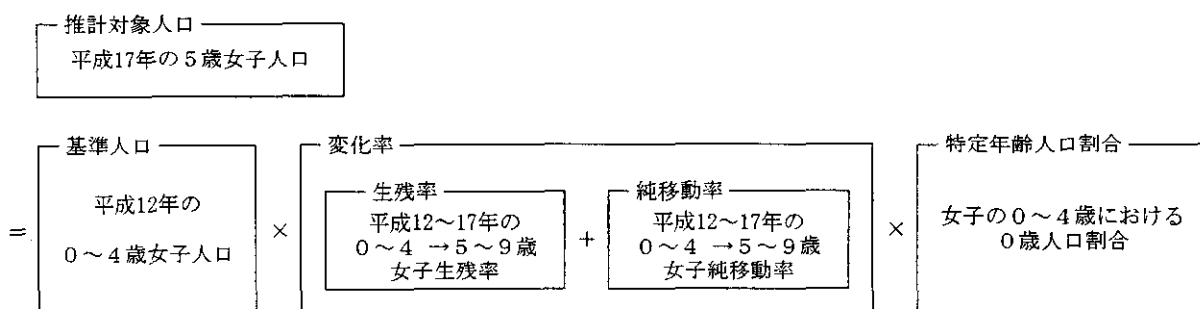 推計対象人口
平成17年の5歳女子人口
基準人口
平成12年の
0～4歳女子人口
変化率
生残率
平成12～17年の
0～4 →5～9歳
女子生残率
純移動率
平成12～17年の
0～4 →5～9歳
女子純移動率
特定年齢人口割合
女子の0～4歳における
0歳人口割合
= × + ×